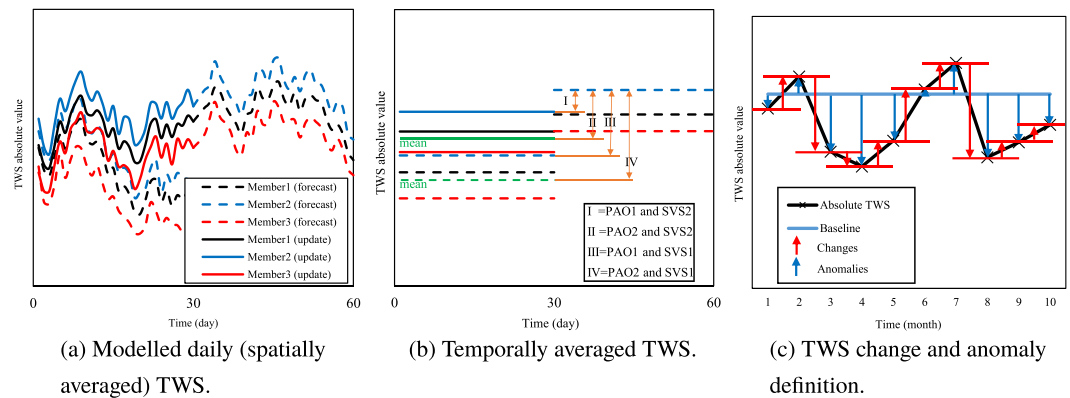 TWS absolute value
Member1 (forecast)
Member2 (forecast)
Member3 (forecast)
Member1 (update)
Member2 (update)
Member3 (update)
0
30
60
Time (day)
(a) Modelled daily (spatially
averaged) TWS.
TWS absolute value
mean
mean
I
II
III
IV
I =PAO1 and SVS2
II =PAO2 and SVS2
III=PAO1 and SVS1
IV=PAO2 and SVS1
0
30
60
Time (day)
(b) Temporally averaged TWS.
TWS absolute value
Absolute TWS
Baseline
Changes
Anomalies
1 2 3 4 5 6 7 8 9 10
Time (month)
(c) TWS change and anomaly
definition.